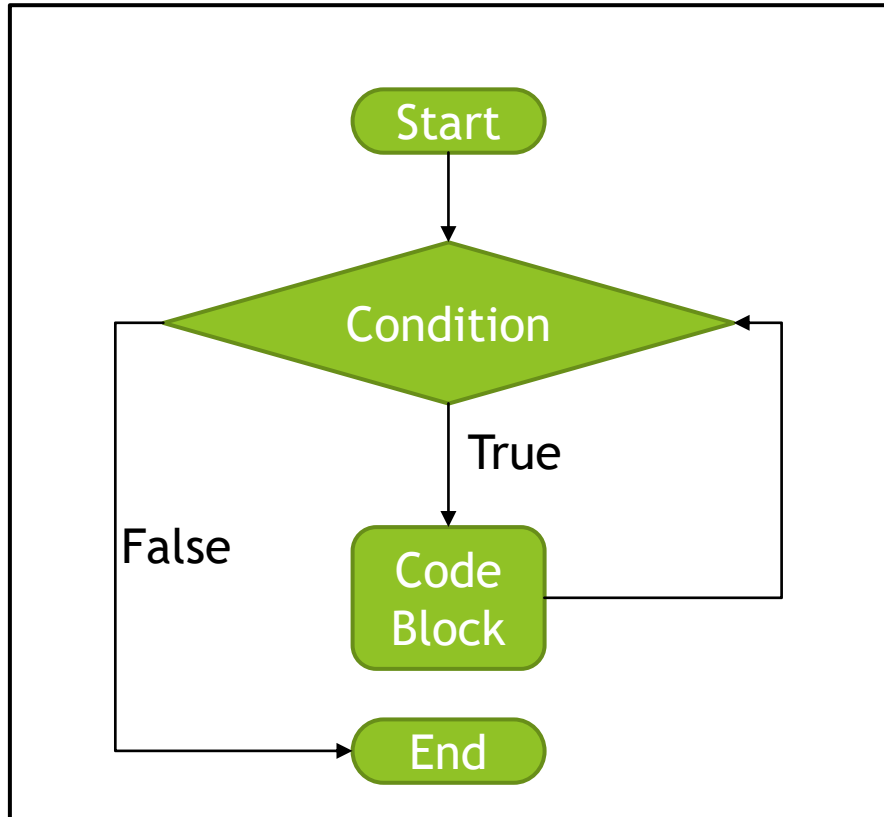 Start
Condition
True
False
Code
Block
End